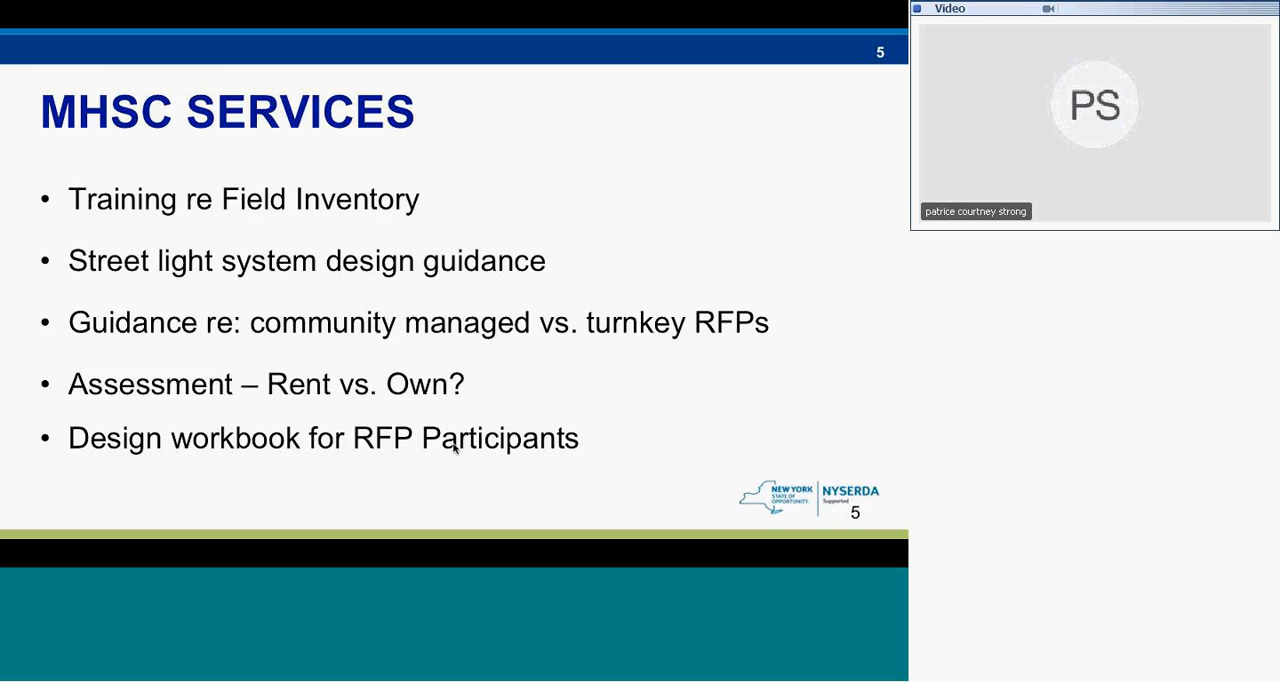 5
MHSC SERVICES
• Training re Field Inventory
• Street light system design guidance
• Guidance re: community managed vs. turnkey RFPs
• Assessment – Rent vs. Own?
• Design workbook for RFP Participants
NEW YORK
STATE OF
OPPORTUNITY.
NYSERDA
Supported
5
Video
PS
patrice courtney strong